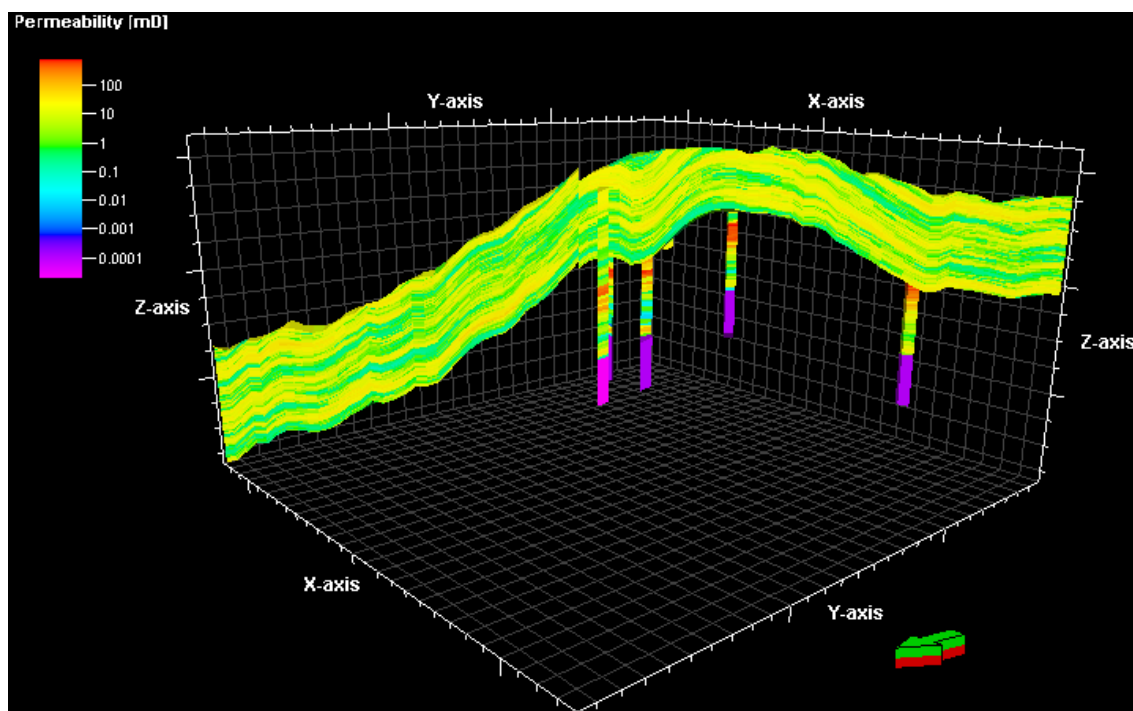 Permeability [mD]
100
10
1
0.1
0.01
0.001
0.0001
Y-axis
X-axis
Z-axis
Z-axis
X-axis
Y-axis